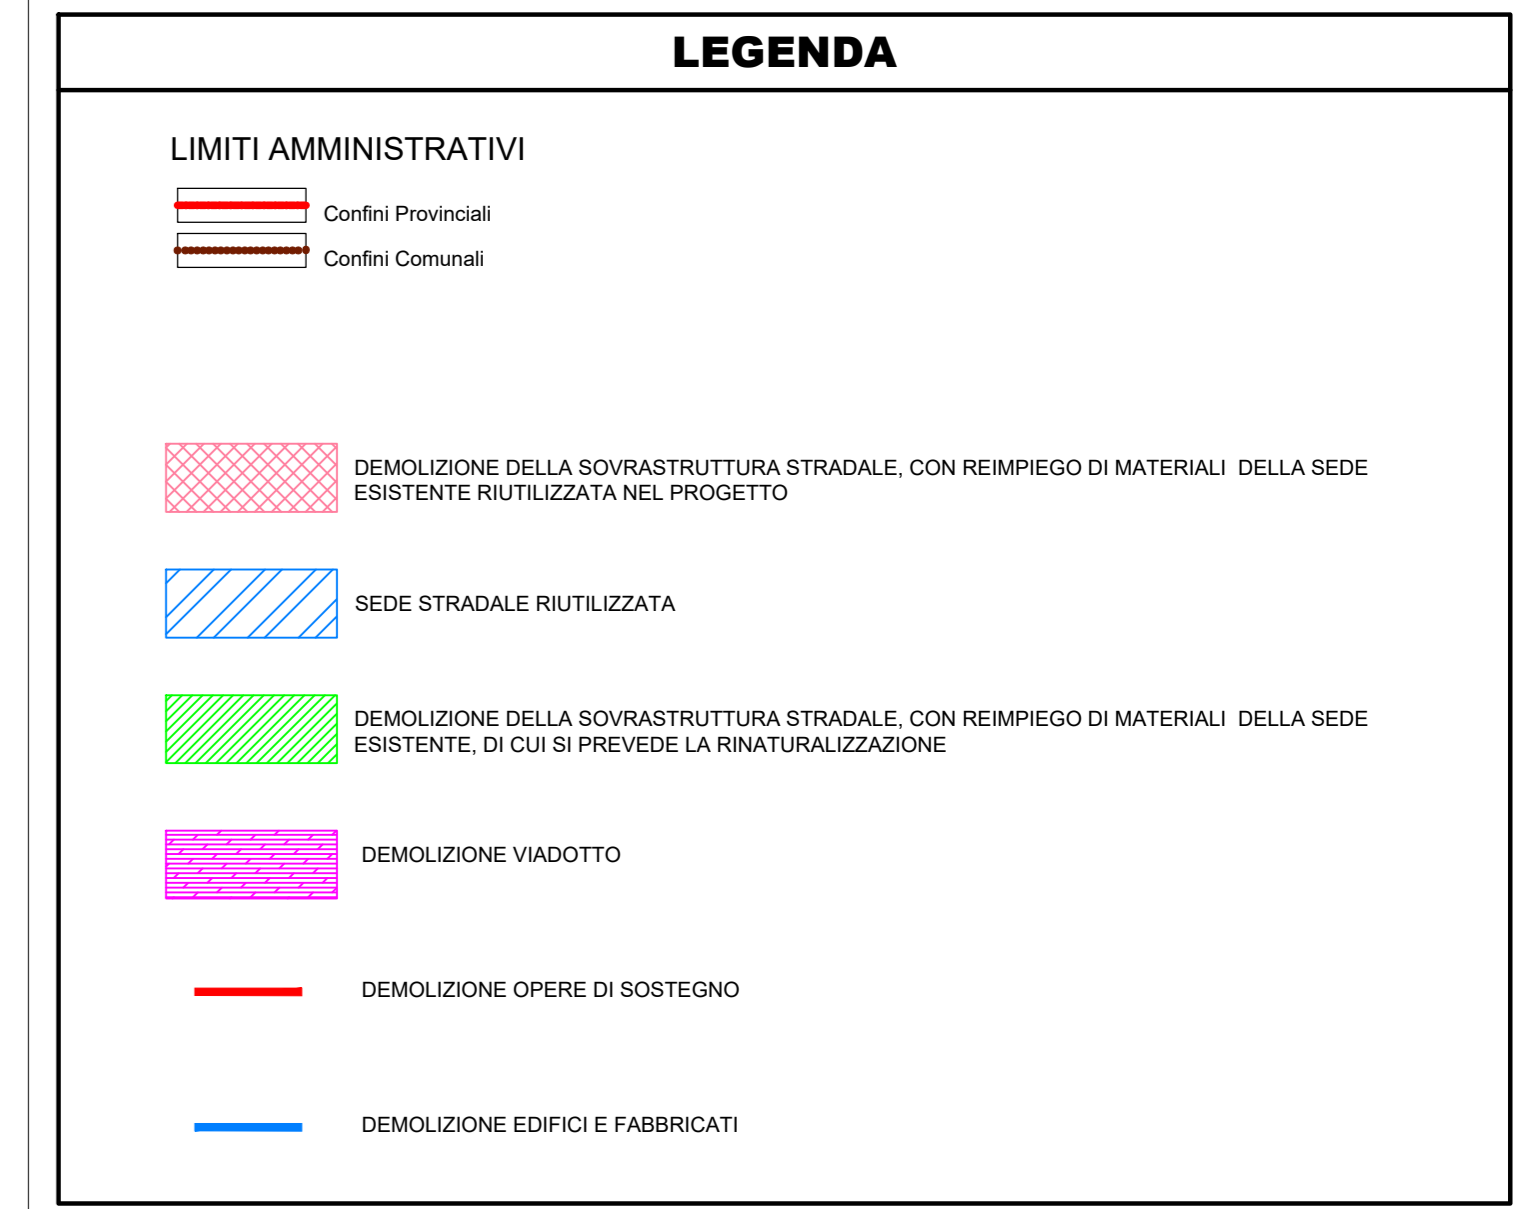 LEGENDA
LIMITI AMMINISTRATIVI
Confini Provinciali
Confini Comunali
DEMOLIZIONE DELLA SOVRASTRUTTURA STRADALE, CON REIMPIEGO DI MATERIALI  DELLA SEDE
ESISTENTE RIUTILIZZATA NEL PROGETTO
SEDE STRADALE RIUTILIZZATA
DEMOLIZIONE DELLA SOVRASTRUTTURA STRADALE, CON REIMPIEGO DI MATERIALI  DELLA SEDE
ESISTENTE, DI CUI SI PREVEDE LA RINATURALIZZAZIONE
DEMOLIZIONE VIADOTTO
DEMOLIZIONE OPERE DI SOSTEGNO
DEMOLIZIONE EDIFICI E FABBRICATI